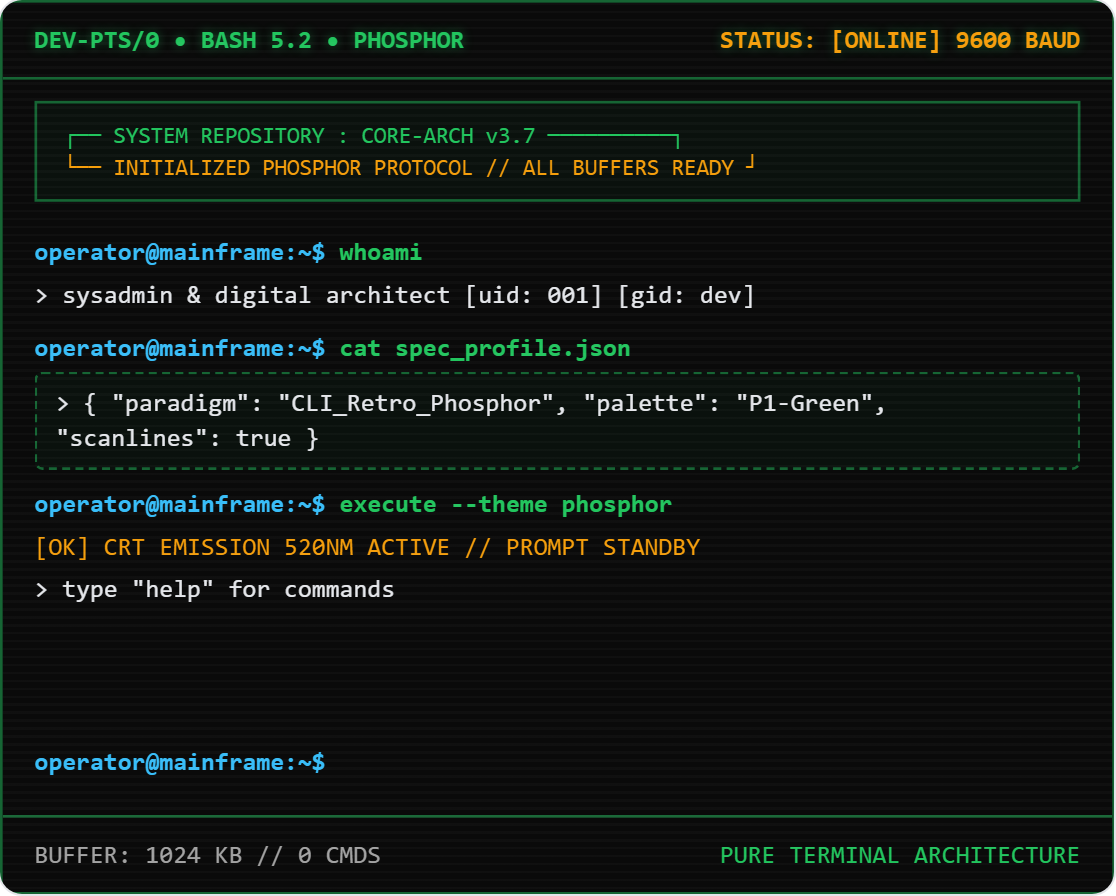 DEV-PTS/0 • BASH 5.2 • PHOSPHOR
STATUS: [ONLINE] 9600 BAUD
┌── SYSTEM REPOSITORY : CORE-ARCH v3.7 ──────────┐
└── INITIALIZED PHOSPHOR PROTOCOL // ALL BUFFERS READY ┘
operator@mainframe:~$ whoami
> sysadmin & digital architect [uid: 001] [gid: dev]
operator@mainframe:~$ cat spec_profile.json
> { "paradigm": "CLI_Retro_Phosphor", "palette": "P1-Green",
"scanlines": true }
operator@mainframe:~$ execute --theme phosphor
[OK] CRT EMISSION 520NM ACTIVE // PROMPT STANDBY
> type "help" for commands
operator@mainframe:~$
BUFFER: 1024 KB // 0 CMDS
PURE TERMINAL ARCHITECTURE